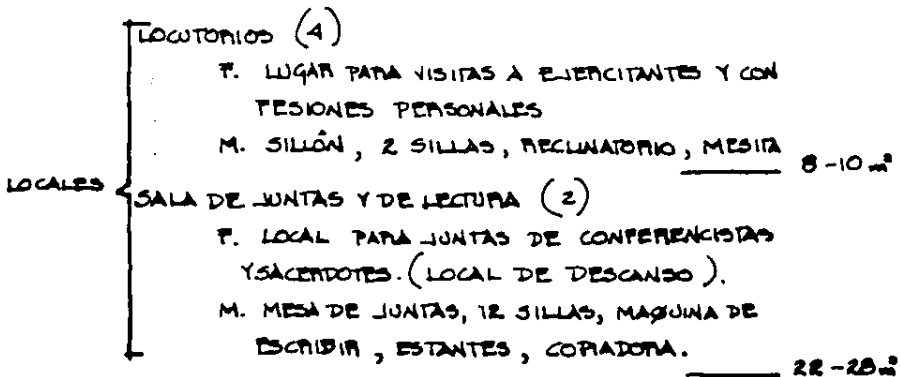 LOCUTORIOS (4)
F. LUGAR PARA VISITAS A EJERCITANTES Y CON
FESIONES PERSONALES
M. SILLÓN, 2 SILLAS, RECLINATORIO, MESITA
8-10 m²
LOCALES
SALA DE JUNTAS Y DE LECTURA (2)
F. LOCAL PARA JUNTAS DE CONFERENCISTAS
Y SACERDOTES. (LOCAL DE DESCANSO).
M. MESA DE JUNTAS, 12 SILLAS, MAQUINA DE
ESCRIBIR, ESTANTES, COPIADORA.
22-28 m²